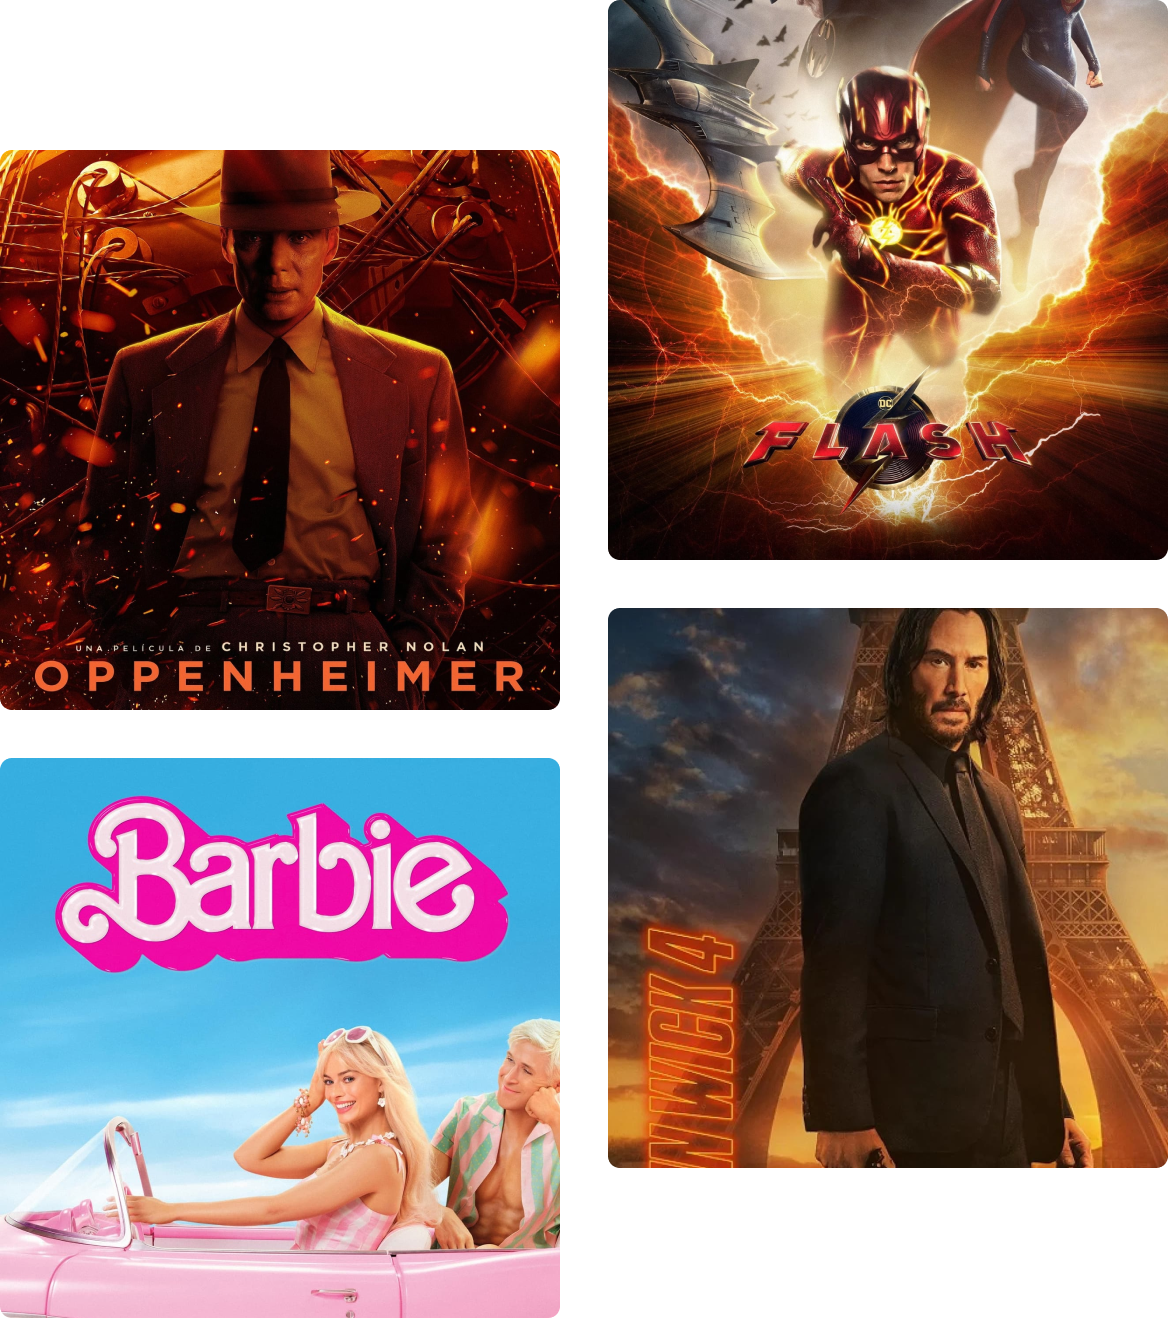 UNA PELÍCULA DE CHRISTOPHER NOLAN
OPPENHEIMER
Barbie
DC
FLASH
WICK 4